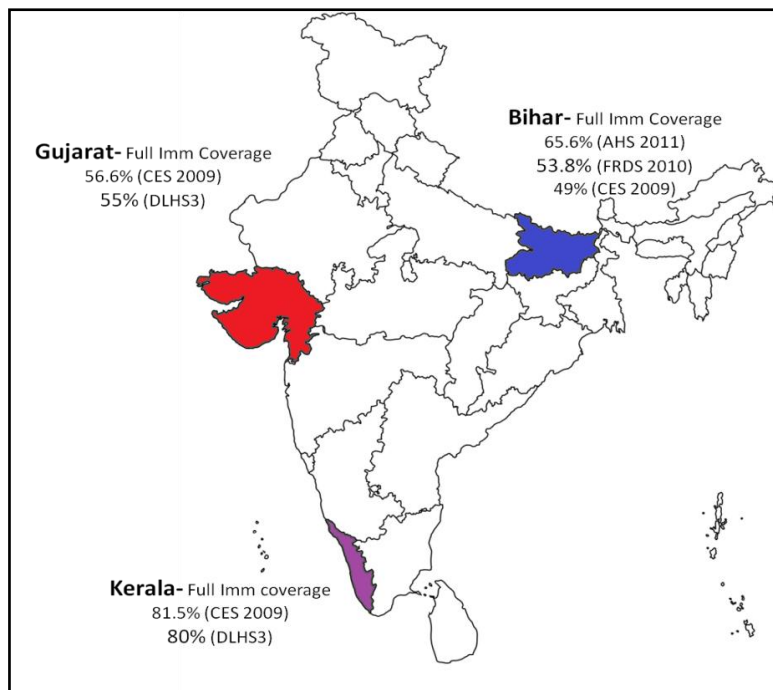 Bihar- Full Imm Coverage
65.6% (AHS 2011)
53.8% (FRDS 2010)
49% (CES 2009)
Gujarat- Full Imm Coverage
56.6% (CES 2009)
55% (DLHS3)
Kerala- Full Imm coverage
81.5% (CES 2009)
80% (DLHS3)